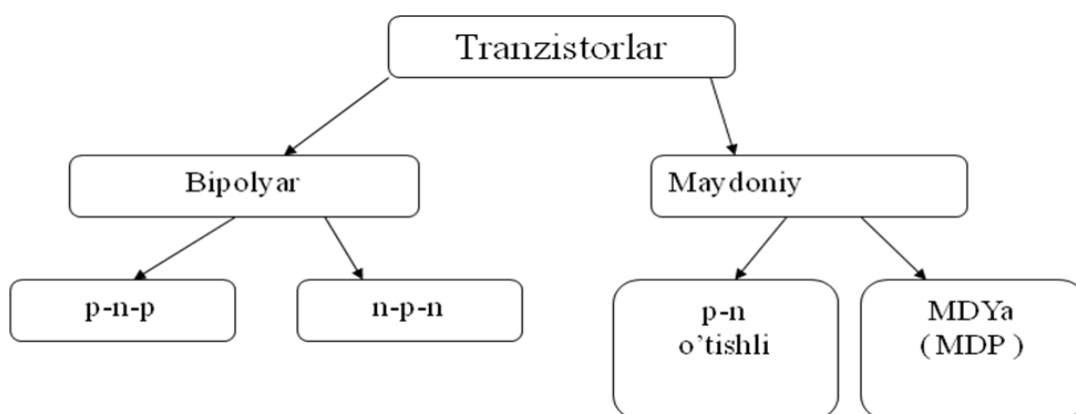 Tranzistorlar
Bipolyar
Maydoniy
p-n-p
n-p-n
p-n
o’tishli
MDYa
( MDP )